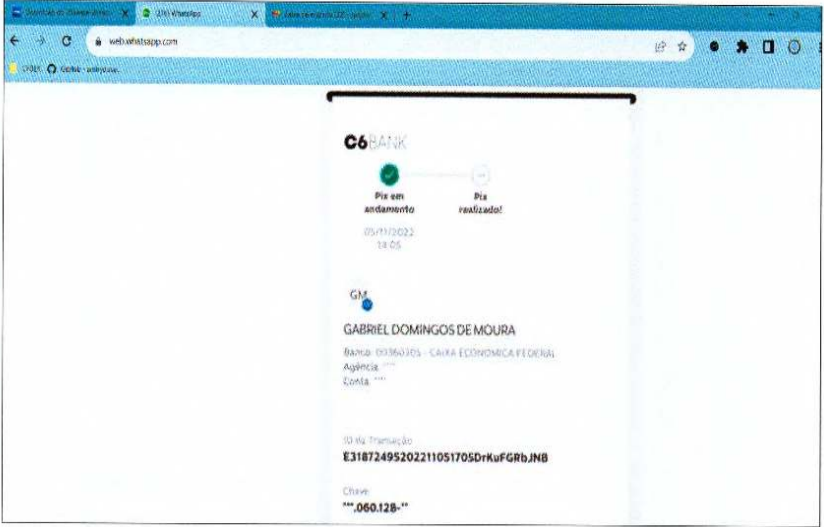 WhatsApp
web.whatsapp.com
C6BANK
Pix em
andamento
Pix
realizado!
05/11/2022
14:05
GM
GABRIEL DOMINGOS DE MOURA
Banco: 00360305 - CAIXA ECONOMICA FEDERAL
Agência: ****
Conta: ****
ID da Transação
E31872495202211051705DrKuFGRbJNB
Chave
***.060.128-**